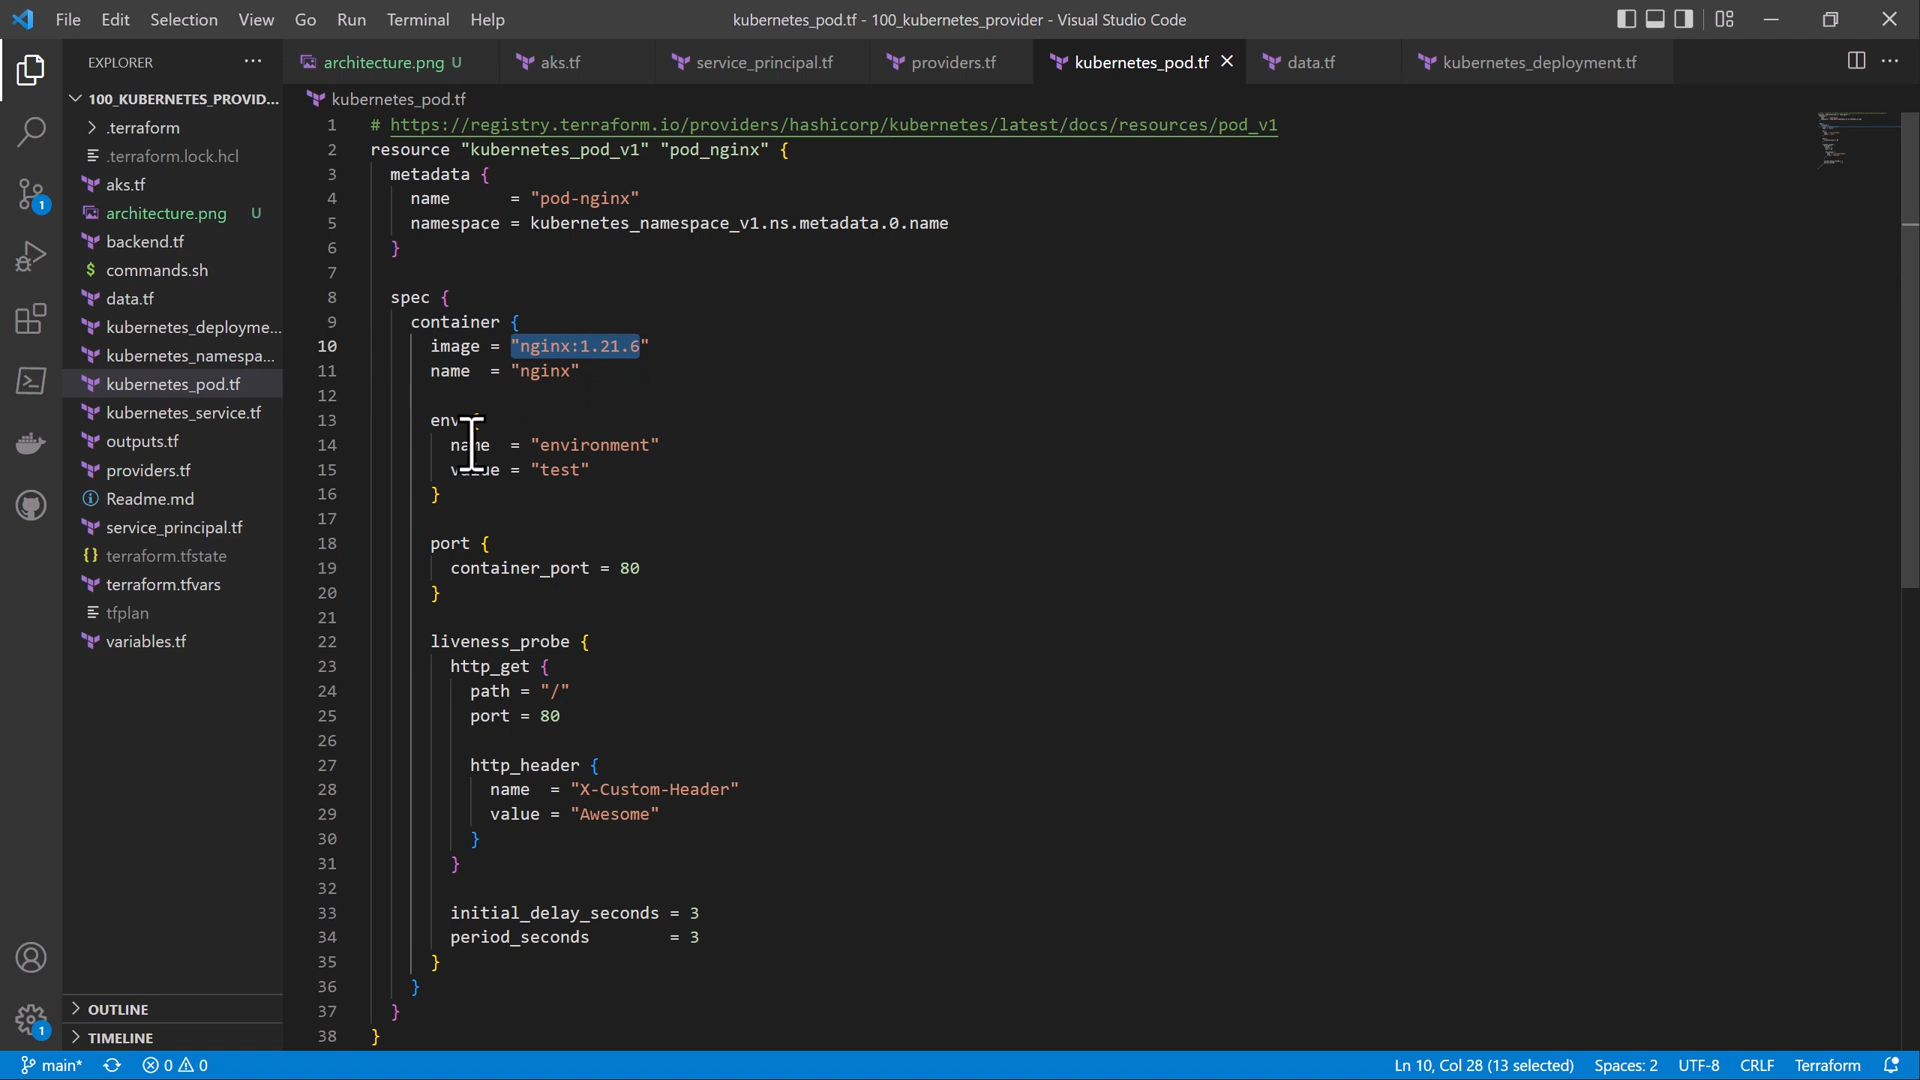 File Edit Selection View Go Run Terminal Help
kubernetes_pod.tf - 100_kubernetes_provider - Visual Studio Code
EXPLORER
100_KUBERNETES_PROVID...
.terraform
.terraform.lock.hcl
aks.tf
architecture.png U
backend.tf
commands.sh
data.tf
kubernetes_deployme...
kubernetes_namespa...
kubernetes_pod.tf
kubernetes_service.tf
outputs.tf
providers.tf
Readme.md
service_principal.tf
terraform.tfstate
terraform.tfvars
tfplan
variables.tf
OUTLINE
TIMELINE
1
1
architecture.png U aks.tf service_principal.tf providers.tf kubernetes_pod.tf data.tf kubernetes_deployment.tf
kubernetes_pod.tf
1 # https://registry.terraform.io/providers/hashicorp/kubernetes/latest/docs/resources/pod_v1
2 resource "kubernetes_pod_v1" "pod_nginx" {
3 metadata {
4 name = "pod-nginx"
5 namespace = kubernetes_namespace_v1.ns.metadata.0.name
6 }
7
8 spec {
9 container {
10 image = "nginx:1.21.6"
11 name = "nginx"
12
13 env {
14 name = "environment"
15 value = "test"
16 }
17
18 port {
19 container_port = 80
20 }
21
22 liveness_probe {
23 http_get {
24 path = "/"
25 port = 80
26
27 http_header {
28 name = "X-Custom-Header"
29 value = "Awesome"
30 }
31 }
32
33 initial_delay_seconds = 3
34 period_seconds = 3
35 }
36 }
37 }
38 }
main* 0 0 Ln 10, Col 28 (13 selected) Spaces: 2 UTF-8 CRLF Terraform